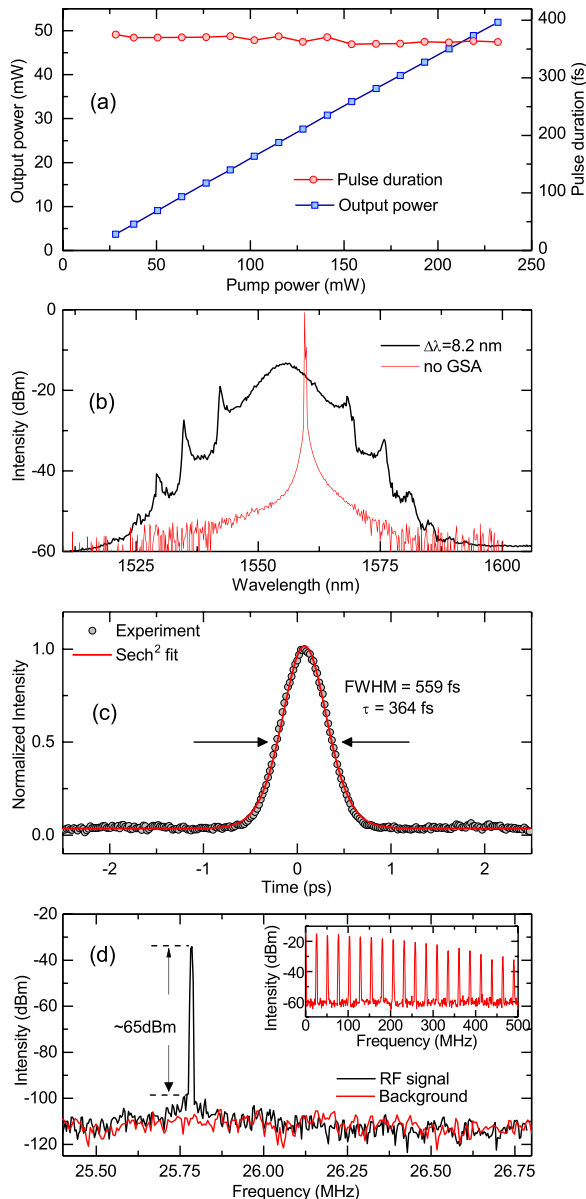 50
40
30
20
10
0
Output power (mW)
400
300
200
100
0
Pulse duration (fs)
(a)
Pulse duration
Output power
0 50 100 150 200 250
Pump power (mW)
0
-20
-40
-60
Intensity (dBm)
(b)
Δλ=8.2 nm
no GSA
1525 1550 1575 1600
Wavelength (nm)
1.0
0.5
0.0
Normalized Intensity
Experiment
Sech² fit
(c)
FWHM = 559 fs
τ = 364 fs
-2 -1 0 1 2
Time (ps)
-20
-40
-60
-80
-100
-120
Intensity (dBm)
(d)
~65dBm
-20
-40
-60
Intensity (dBm)
0 100 200 300 400 500
Frequency (MHz)
RF signal
Background
25.50 25.75 26.00 26.25 26.50 26.75
Frequency (MHz)